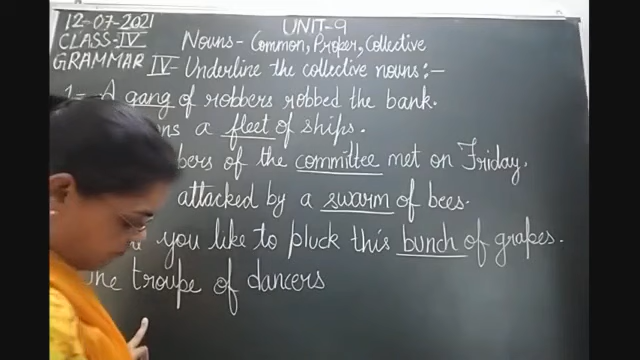 12-07-2021
UNIT-9
CLASS-IV Nouns - Common, Proper, Collective
GRAMMAR IV- Underline the collective nouns:-
1- A gang of robbers robbed the bank.
a fleet of ships.
of the committee met on Friday.
attacked by a swarm of bees.
you like to pluck this bunch of grapes.
troupe of dancers